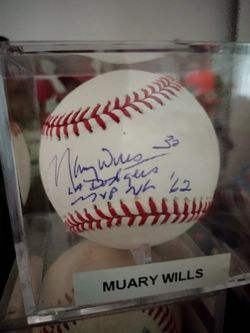 Maury Wills 30
LA Dodgers
MVP NL '62
MUARY WILLS